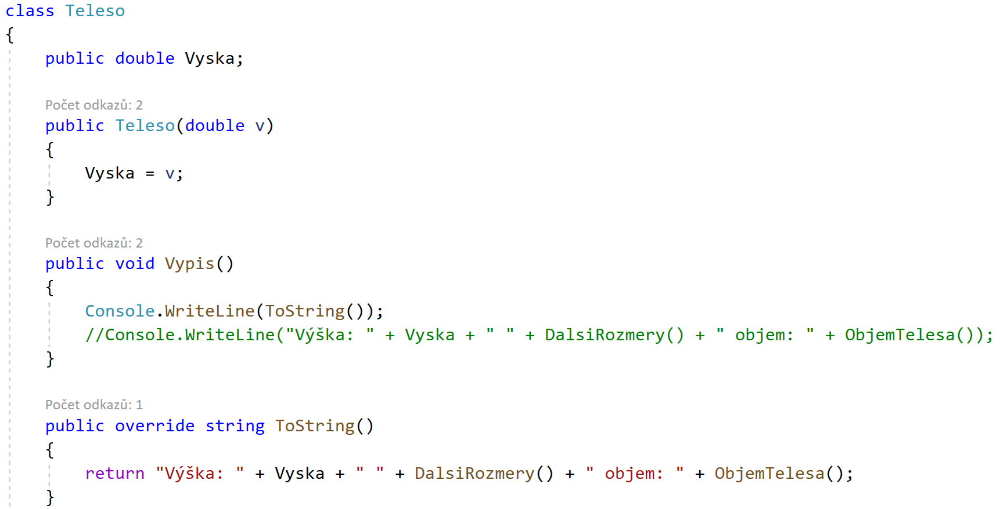 class Teleso
{
public double Vyska;
Počet odkazů: 2
public Teleso(double v)
{
Vyska = v;
}
Počet odkazů: 2
public void Vypis()
{
Console.WriteLine(ToString());
//Console.WriteLine("Výška: " + Vyska + " " + DalsiRozmery() + " objem: " + ObjemTelesa());
}
Počet odkazů: 1
public override string ToString()
{
return "Výška: " + Vyska + " " + DalsiRozmery() + " objem: " + ObjemTelesa();
}